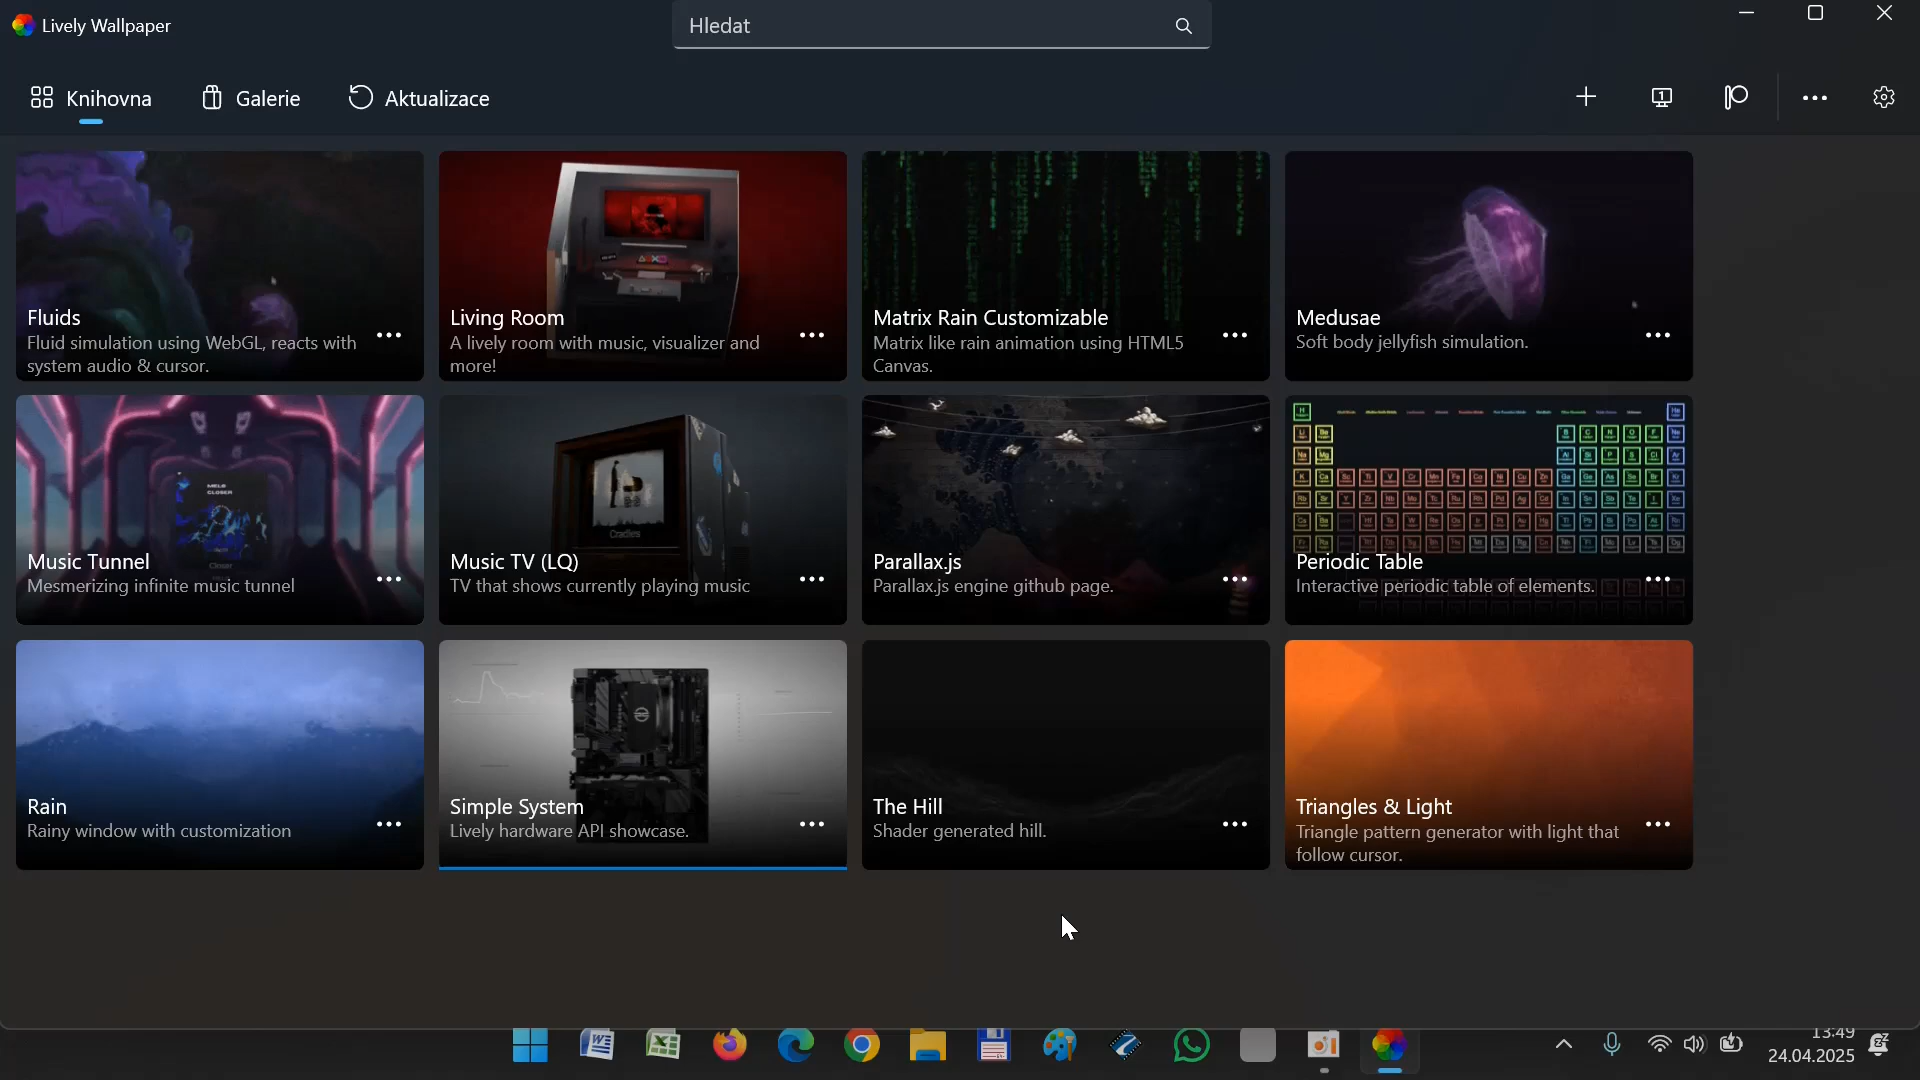 Lively Wallpaper
Hledat
Knihovna
Galerie
Aktualizace
1
Fluids
Fluid simulation using WebGL, reacts with
system audio & cursor.
Living Room
A lively room with music, visualizer and
more!
Matrix Rain Customizable
Matrix like rain animation using HTML5
Canvas.
Medusae
Soft body jellyfish simulation.
Music Tunnel
Mesmerizing infinite music tunnel
Cradles
Music TV (LQ)
TV that shows currently playing music
Parallax.js
Parallax.js engine github page.
Periodic Table
Interactive periodic table of elements.
Rain
Rainy window with customization
Simple System
Lively hardware API showcase.
The Hill
Shader generated hill.
Triangles & Light
Triangle pattern generator with light that
follow cursor.
13:49
24.04.2025